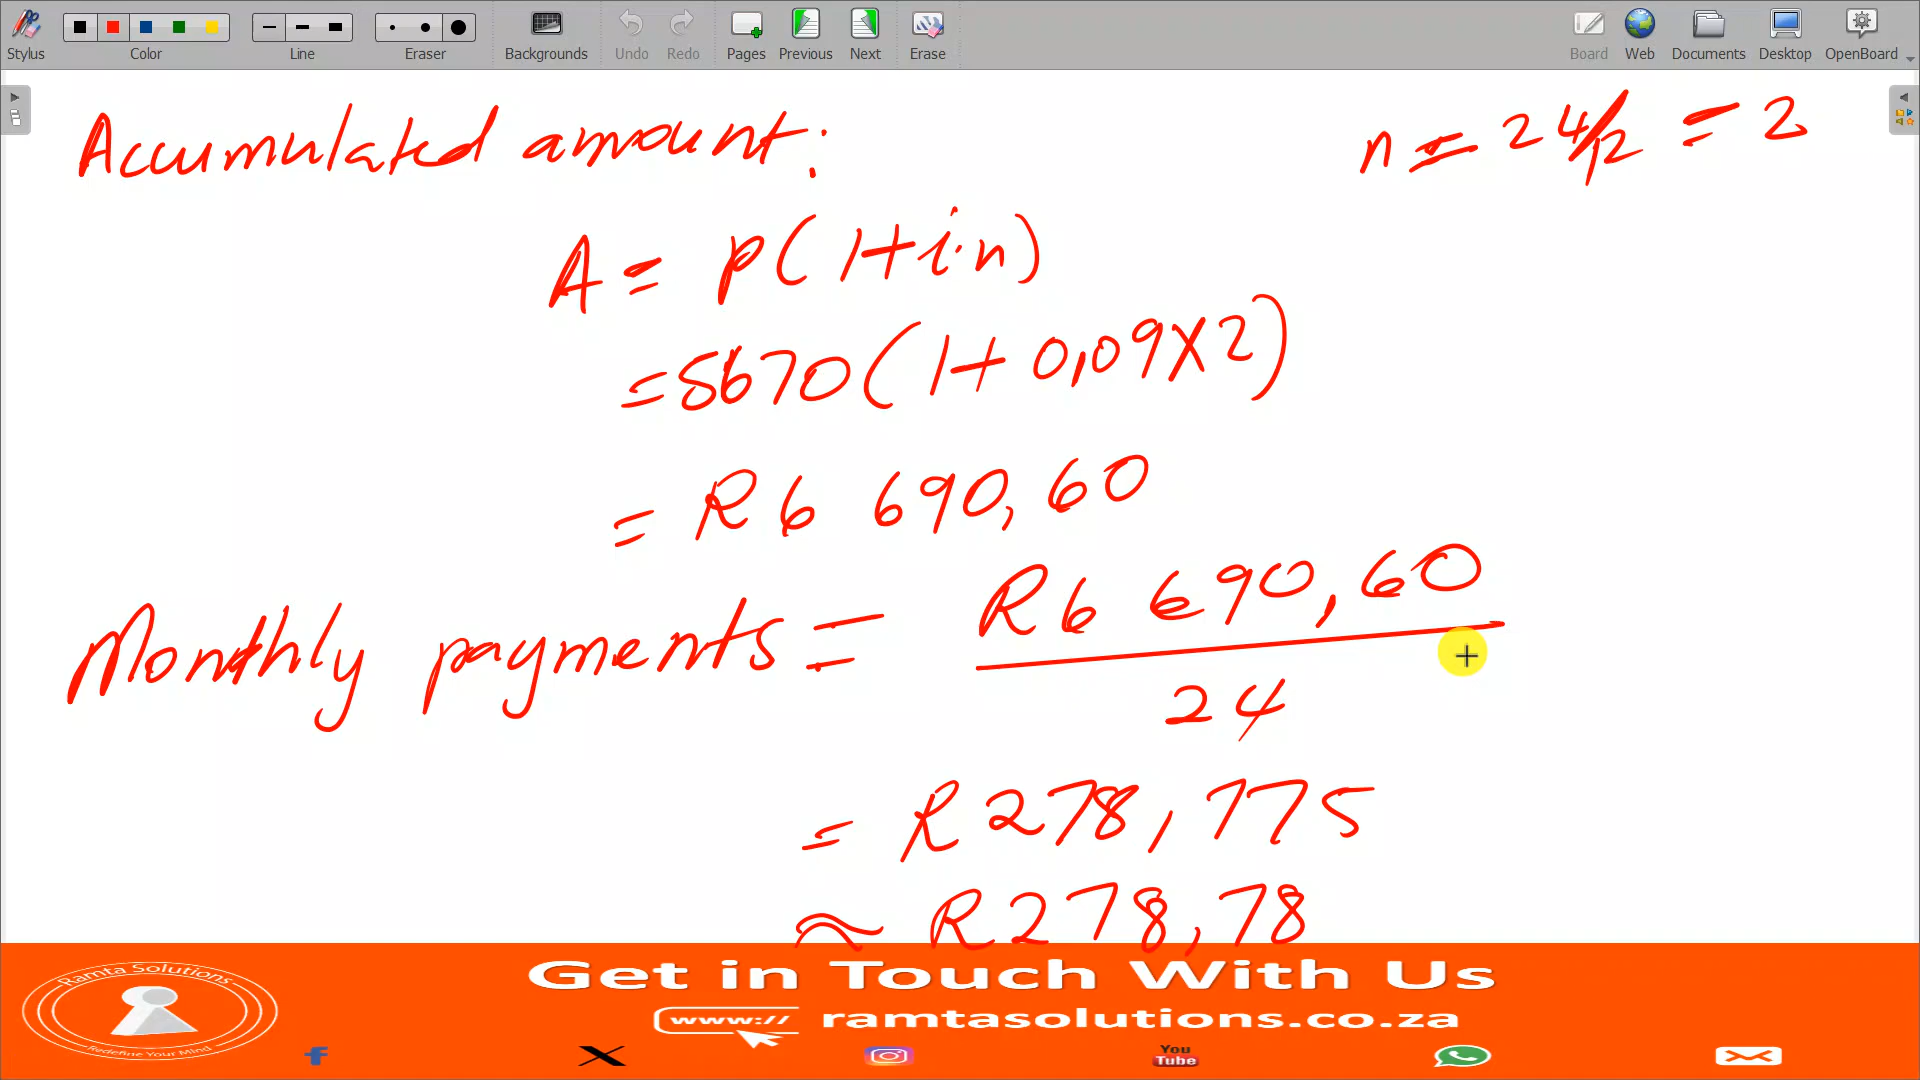 Stylus Color Line Eraser Backgrounds Undo Redo Pages Previous Next Erase Board Web Documents Desktop OpenBoard
Accumulated amount: n = 24/12 = 2
A = P(1+i.n)
= 5670(1+0,09×2)
= R6 690,60
Monthly payments = R6 690,60
24
= R278,775
≈ R278,78
Ramta Solutions
Redefine Your Mind
Get in Touch With Us
www:// ramtasolutions.co.za
You
Tube